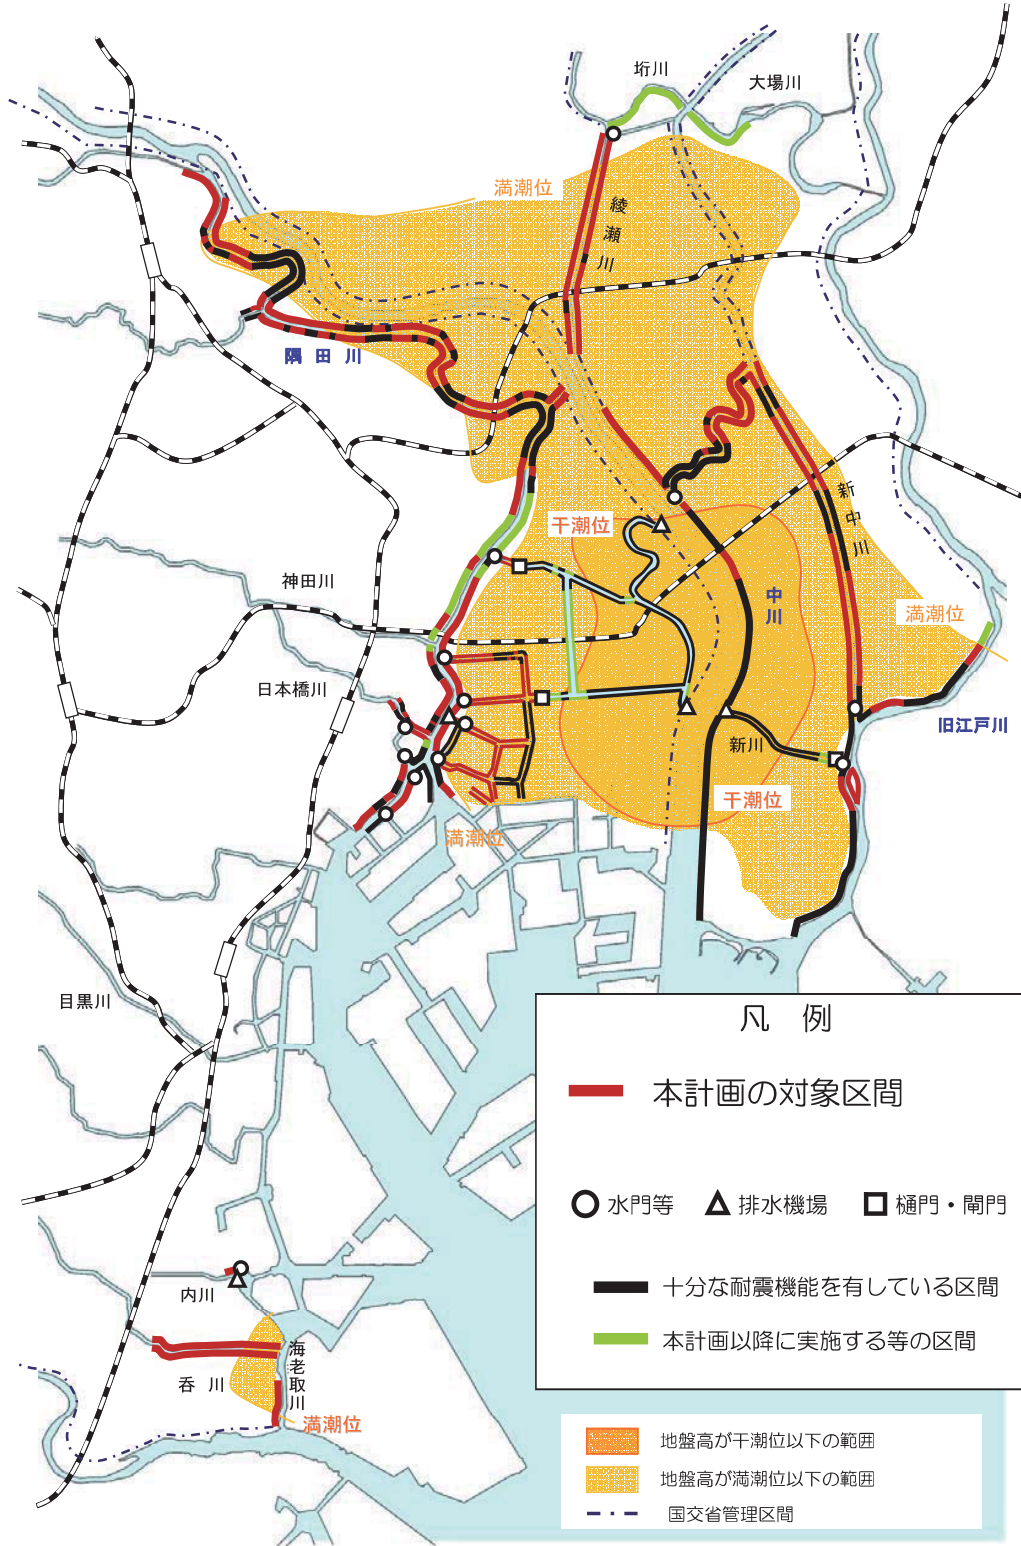 垳川
大場川
満潮位
綾瀬川
隅田川
新中川
干潮位
神田川
中川
満潮位
日本橋川
旧江戸川
新川
干潮位
満潮位
目黒川
凡 例
本計画の対象区間
水門等
排水機場
樋門・閘門
十分な耐震機能を有している区間
本計画以降に実施する等の区間
内川
海老取川
呑川
満潮位
地盤高が干潮位以下の範囲
地盤高が満潮位以下の範囲
国交省管理区間